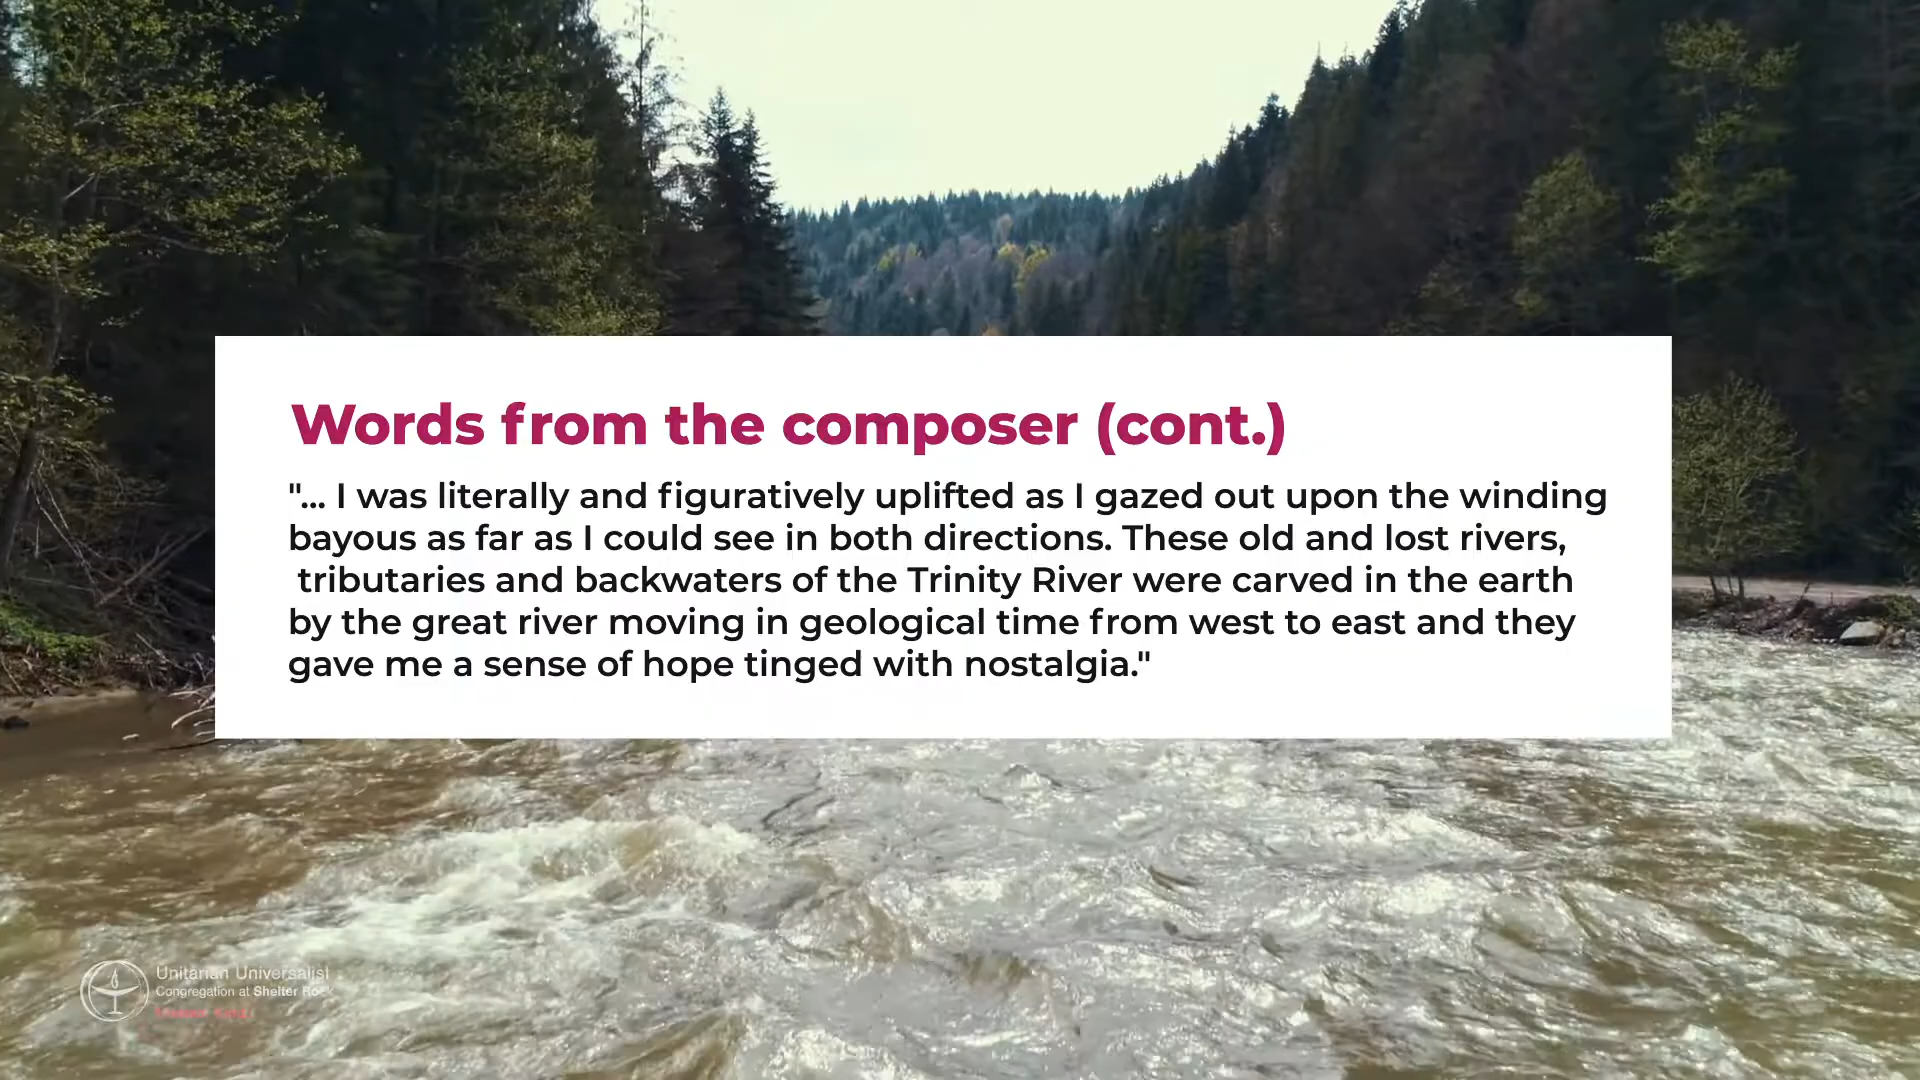 Words from the composer (cont.)
"... I was literally and figuratively uplifted as I gazed out upon the winding
bayous as far as I could see in both directions. These old and lost rivers,
tributaries and backwaters of the Trinity River were carved in the earth
by the great river moving in geological time from west to east and they
gave me a sense of hope tinged with nostalgia."
Unitarian Universalist
Congregation at Shelter Rock